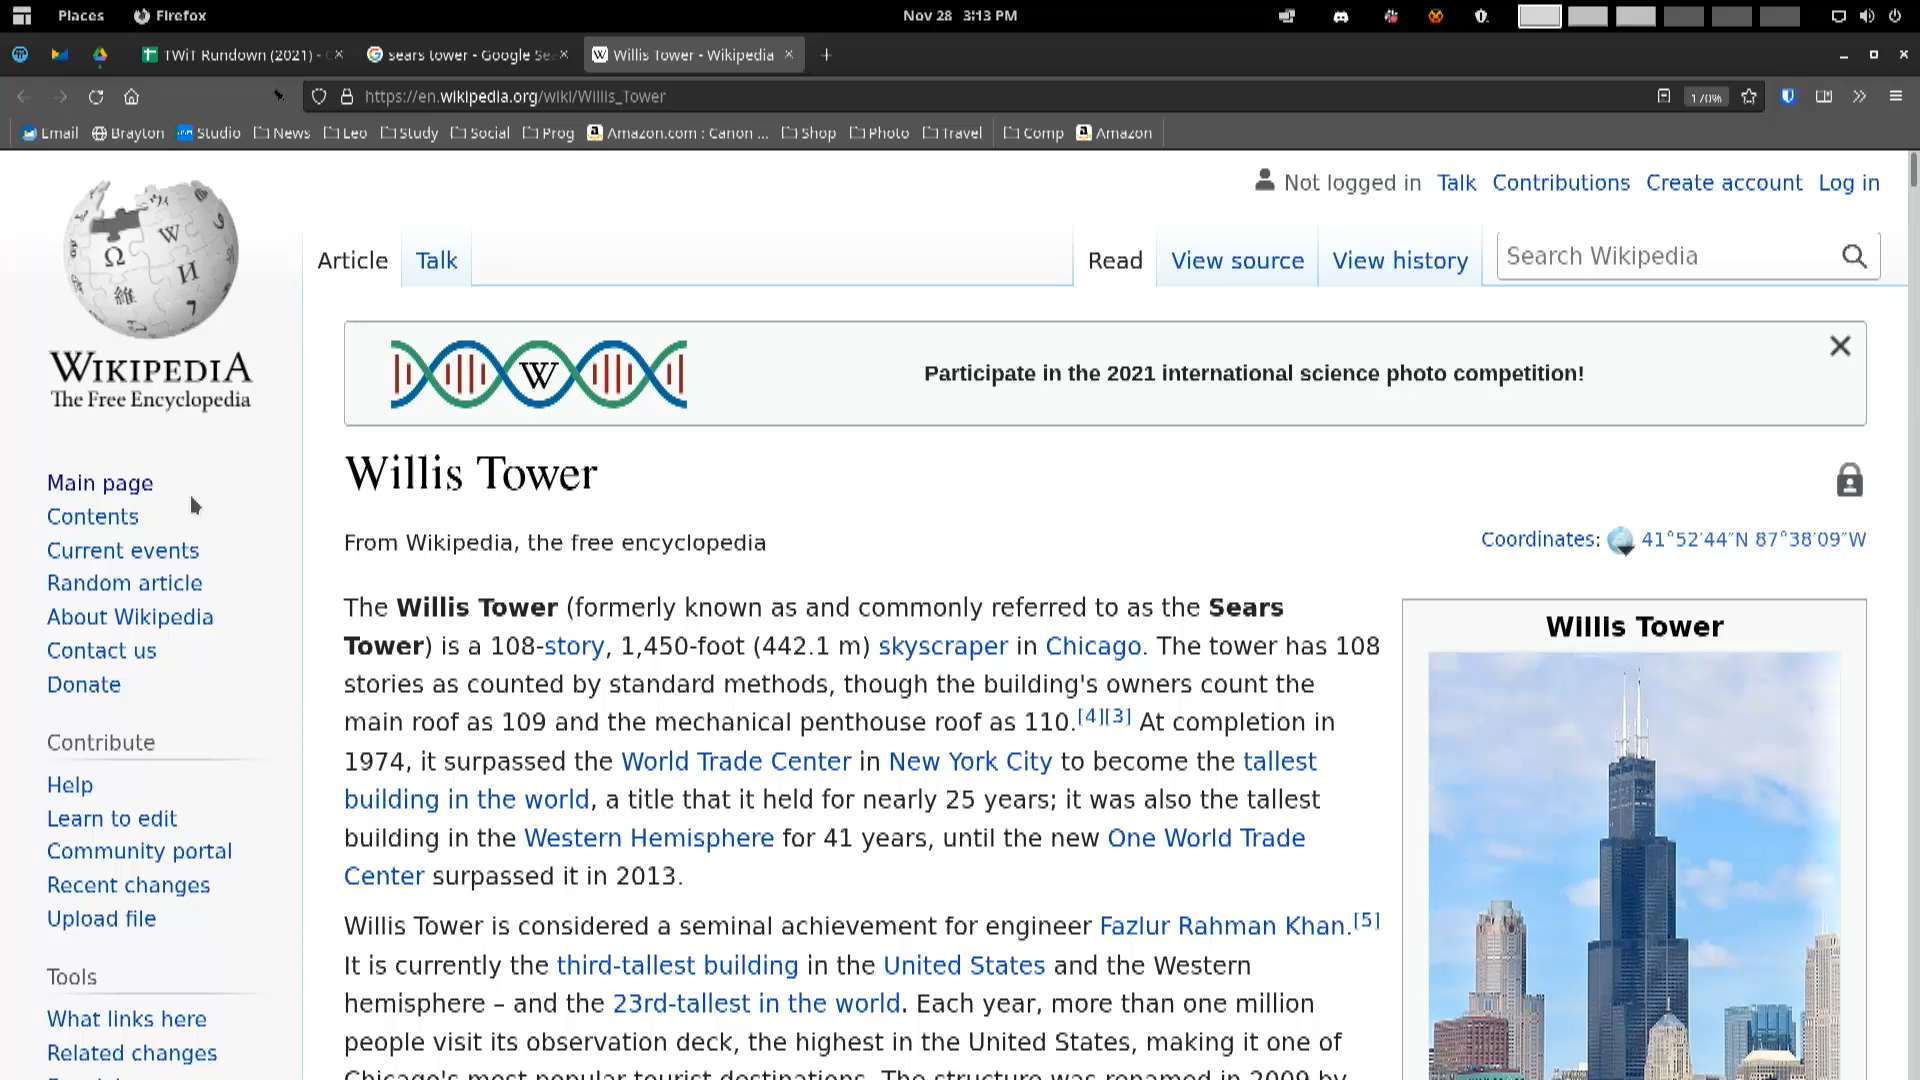 Places Firefox Nov 28 3:13 PM
TWiT Rundown (2021) - sears tower - Google Se Willis Tower - Wikipedia
https://en.wikipedia.org/wiki/Willis_Tower 170%
Email Brayton Studio News Leo Study Social Prog Amazon.com : Canon ... Shop Photo Travel Comp Amazon
Not logged in Talk Contributions Create account Log in
Article Talk Read View source View history Search Wikipedia
WIKIPEDIA
The Free Encyclopedia
Participate in the 2021 international science photo competition!
Main page
Contents
Current events
Random article
About Wikipedia
Contact us
Donate
Contribute
Help
Learn to edit
Community portal
Recent changes
Upload file
Tools
What links here
Related changes
Willis Tower
From Wikipedia, the free encyclopedia
Coordinates: 41°52′44″N 87°38′09″W
The Willis Tower (formerly known as and commonly referred to as the Sears
Tower) is a 108-story, 1,450-foot (442.1 m) skyscraper in Chicago. The tower has 108
stories as counted by standard methods, though the building's owners count the
main roof as 109 and the mechanical penthouse roof as 110.[4][3] At completion in
1974, it surpassed the World Trade Center in New York City to become the tallest
building in the world, a title that it held for nearly 25 years; it was also the tallest
building in the Western Hemisphere for 41 years, until the new One World Trade
Center surpassed it in 2013.
Willis Tower is considered a seminal achievement for engineer Fazlur Rahman Khan.[5]
It is currently the third-tallest building in the United States and the Western
hemisphere – and the 23rd-tallest in the world. Each year, more than one million
people visit its observation deck, the highest in the United States, making it one of
Chicago's most popular tourist destinations. The structure was renamed in 2009 by
Willis Tower